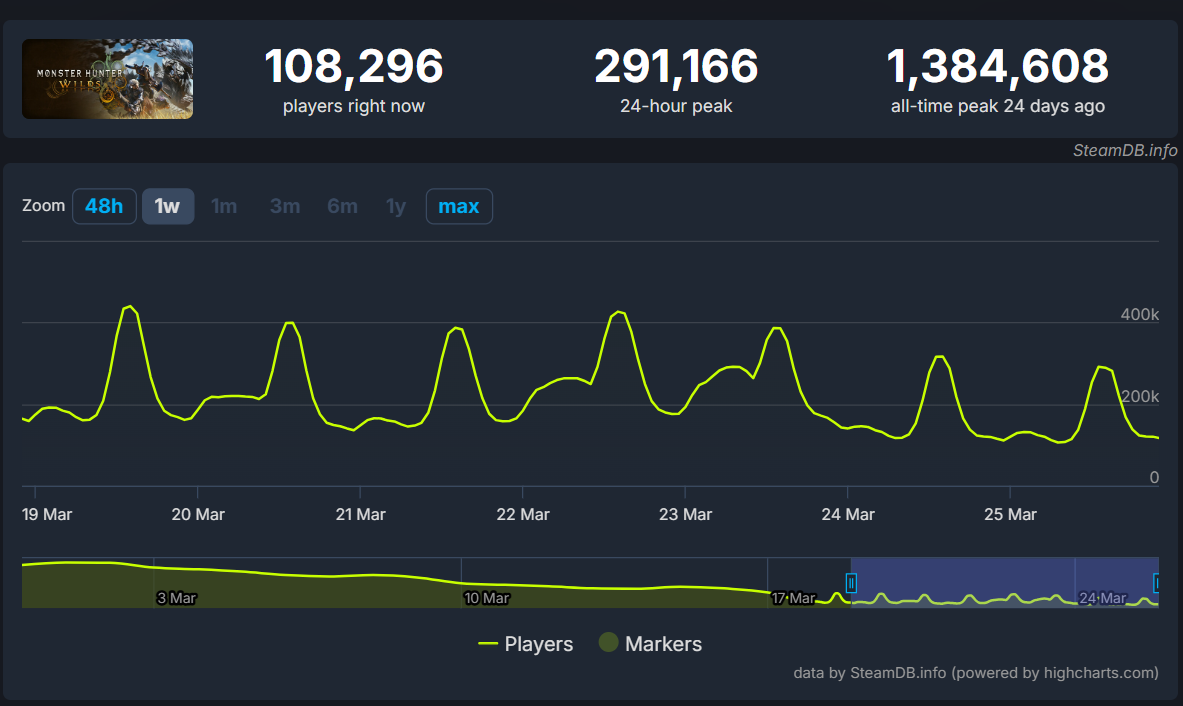 MONSTER HUNTER
WILDS
108,296
players right now
291,166
24-hour peak
1,384,608
all-time peak 24 days ago
SteamDB.info
Zoom 48h 1w 1m 3m 6m 1y max
400k
200k
0
19 Mar 20 Mar 21 Mar 22 Mar 23 Mar 24 Mar 25 Mar
3 Mar 10 Mar 17 Mar 24 Mar
Players Markers
data by SteamDB.info (powered by highcharts.com)